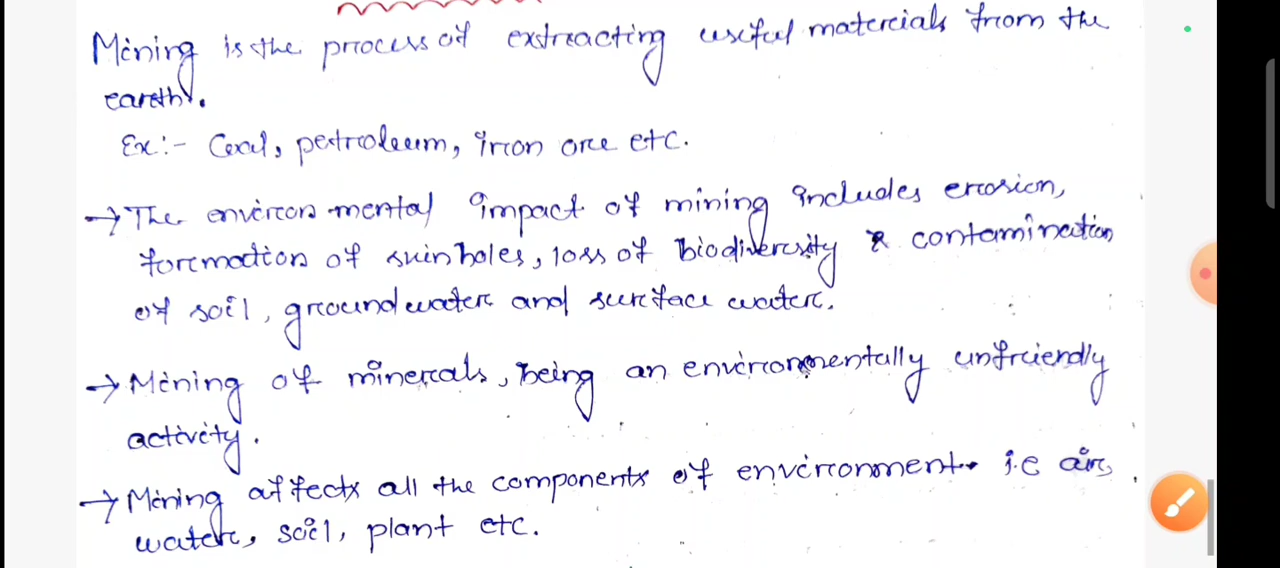 Mining is the process of extracting useful materials from the
earth.
Ex:- Coal, petroleum, iron ore etc.
→ The environ mental impact of mining includes erosion,
formation of sinkholes, loss of biodiversity & contamination
of soil, groundwater and surface water.
→ Mining of minerals, being an environmentally unfriendly
activity.
→ Mining affects all the components of environment. i.e air,
water, soil, plant etc.